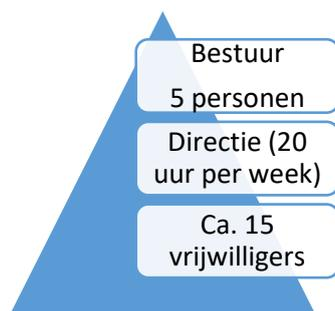 Bestuur
5 personen
Directie (20
uur per week)
Ca. 15
vrijwilligers